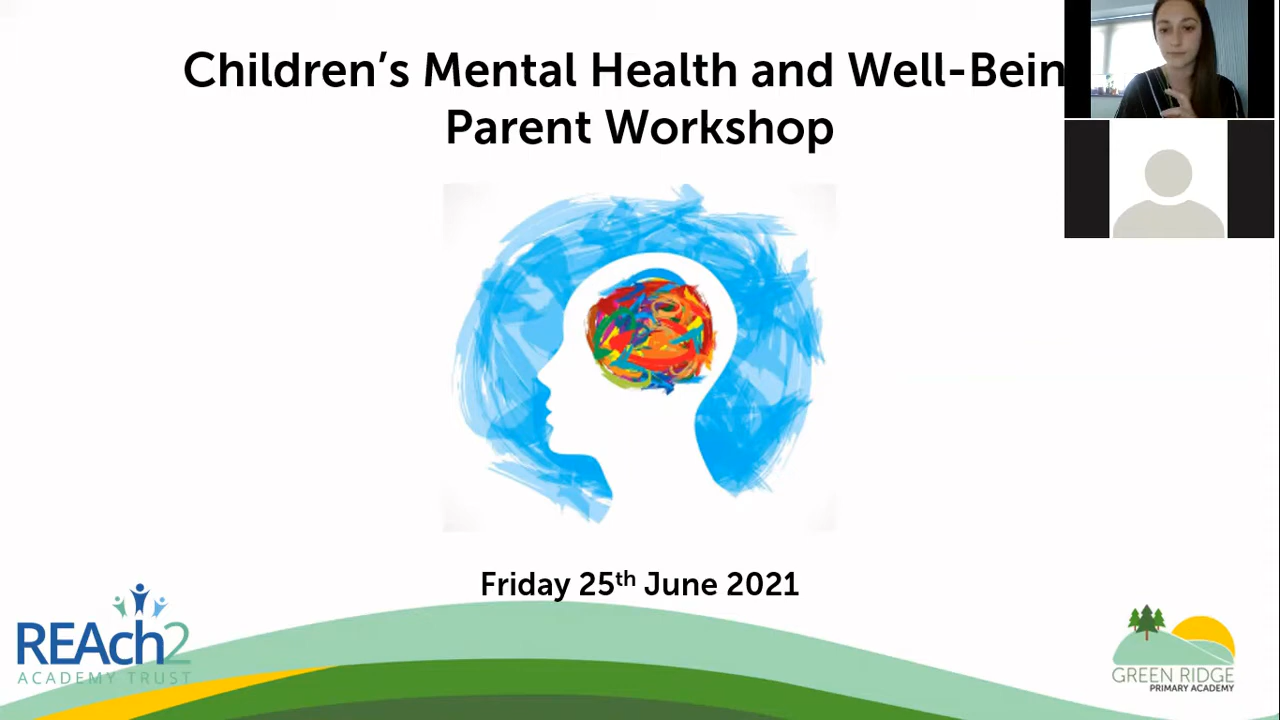 Children’s Mental Health and Well-Bein
Parent Workshop
Friday 25th June 2021
REAch2
ACADEMY TRUST
GREEN RIDGE
PRIMARY ACADEMY